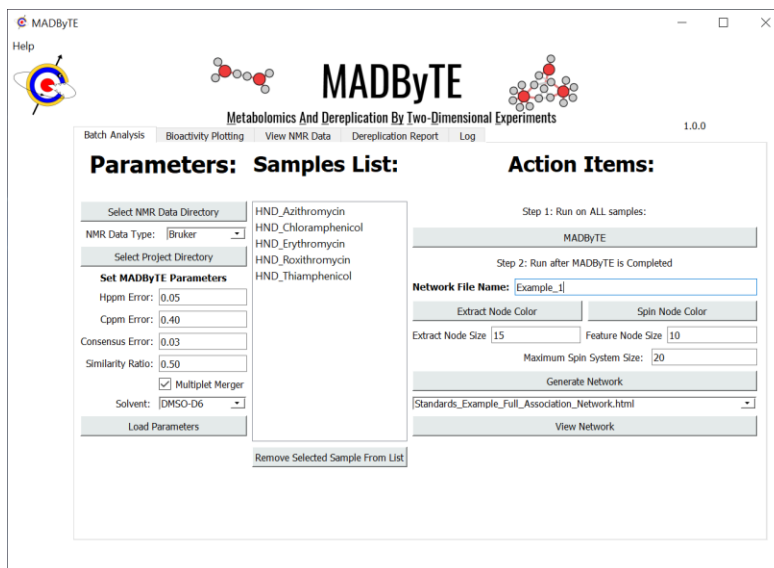 MADByTE
Help
MADByTE
Metabolomics And Dereplication By Two-Dimensional Experiments
1.0.0
Batch Analysis Bioactivity Plotting View NMR Data Dereplication Report Log
Parameters: Samples List: Action Items:
Select NMR Data Directory
NMR Data Type: Bruker
Select Project Directory
Set MADByTE Parameters
Hppm Error: 0.05
Cppm Error: 0.40
Consensus Error: 0.03
Similarity Ratio: 0.50
Multiplet Merger
Solvent: DMSO-D6
Load Parameters
HND_Azithromycin
HND_Chloramphenicol
HND_Erythromycin
HND_Roxithromycin
HND_Thiamphenicol
Remove Selected Sample From List
Step 1: Run on ALL samples:
MADByTE
Step 2: Run after MADByTE is Completed
Network File Name: Example_1
Extract Node Color Spin Node Color
Extract Node Size 15 Feature Node Size 10
Maximum Spin System Size: 20
Generate Network
Standards_Example_Full_Association_Network.html
View Network